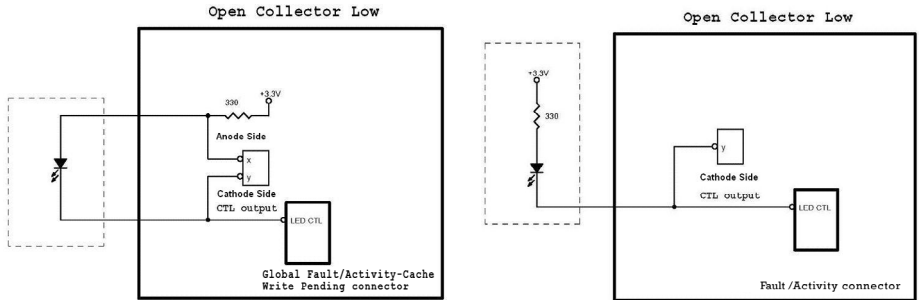 Open Collector Low
+3.3V
330
Anode Side
x
y
Cathode Side
CTL output
LED CTL
Global Fault/Activity-Cache
Write Pending connector
Open Collector Low
+3.3V
330
y
Cathode Side
CTL output
LED CTL
Fault/Activity connector